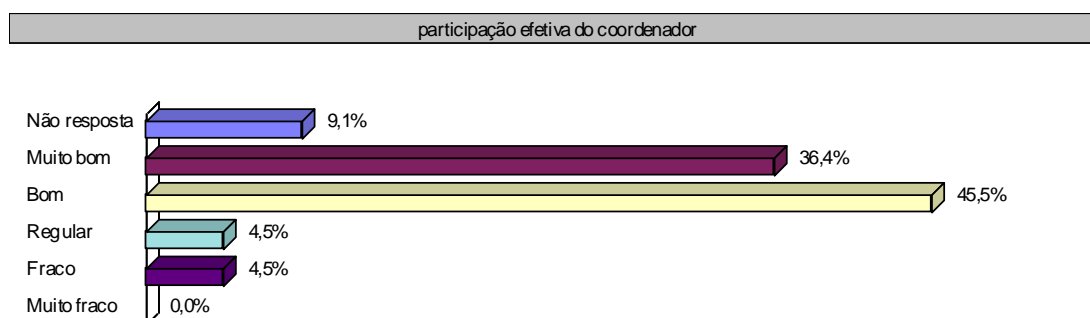 participação efetiva do coordenador
Não resposta 9,1%
Muito bom 36,4%
Bom 45,5%
Regular 4,5%
Fraco 4,5%
Muito fraco 0,0%